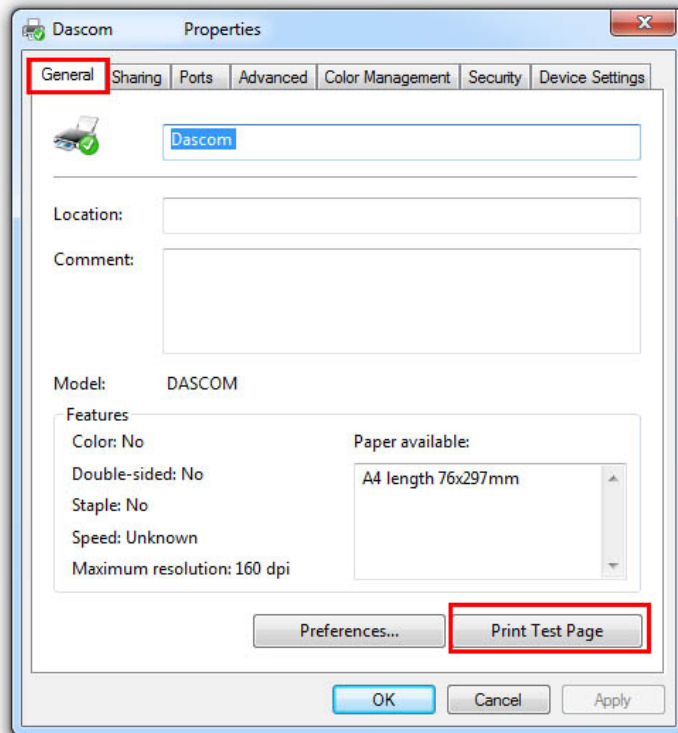 Dascom Properties
General Sharing Ports Advanced Color Management Security Device Settings
Dascom
Location:
Comment:
Model: DASCOM
Features
Color: No
Double-sided: No
Staple: No
Speed: Unknown
Maximum resolution: 160 dpi
Paper available:
A4 length 76x297mm
Preferences... Print Test Page
OK Cancel Apply